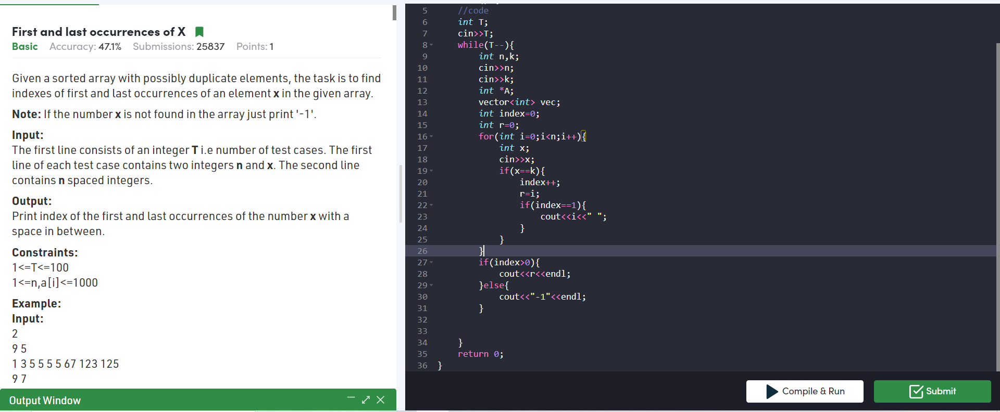 First and last occurrences of X
Basic Accuracy: 47.1% Submissions: 25837 Points: 1
Given a sorted array with possibly duplicate elements, the task is to find
indexes of first and last occurrences of an element x in the given array.
Note: If the number x is not found in the array just print '-1'.
Input:
The first line consists of an integer T i.e number of test cases. The first
line of each test case contains two integers n and x. The second line
contains n spaced integers.
Output:
Print index of the first and last occurrences of the number x with a
space in between.
Constraints:
1<=T<=100
1<=n,a[i]<=1000
Example:
Input:
2
9 5
1 3 5 5 5 5 67 123 125
9 7
Output Window
5 //code
6 int T;
7 cin>>T;
8 while(T--){
9 int n,k;
10 cin>>n;
11 cin>>k;
12 int *A;
13 vector<int> vec;
14 int index=0;
15 int r=0;
16 for(int i=0;i<n;i++){
17 int x;
18 cin>>x;
19 if(x==k){
20 index++;
21 r=i;
22 if(index==1){
23 cout<<i<<" ";
24 }
25 }
26 }
27 if(index>0){
28 cout<<r<<endl;
29 }else{
30 cout<<"-1"<<endl;
31 }
32
33
34 }
35 return 0;
36 }
Compile & Run
Submit